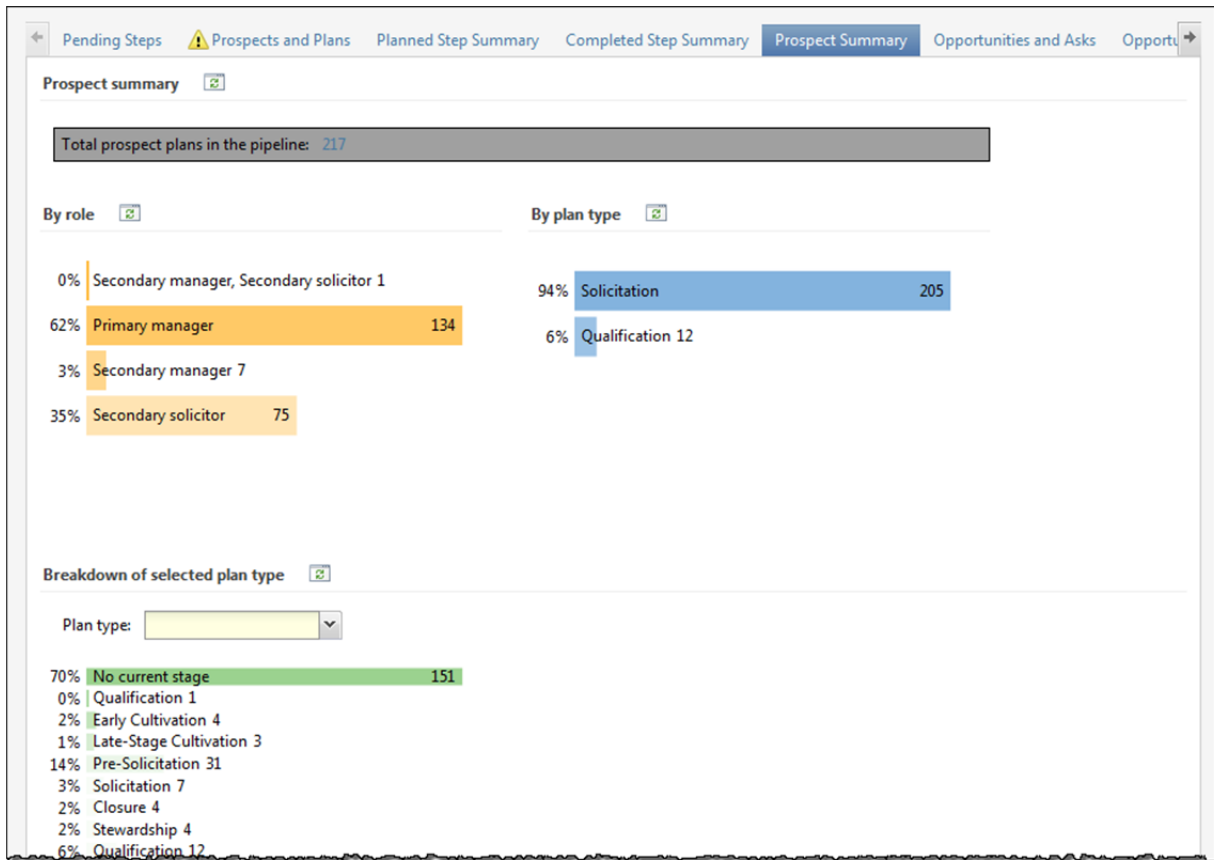 Pending Steps Prospects and Plans Planned Step Summary Completed Step Summary Prospect Summary Opportunities and Asks Opportu
Prospect summary
Total prospect plans in the pipeline: 217
By role
0% Secondary manager, Secondary solicitor 1
62% Primary manager 134
3% Secondary manager 7
35% Secondary solicitor 75
By plan type
94% Solicitation 205
6% Qualification 12
Breakdown of selected plan type
Plan type:
70% No current stage 151
0% Qualification 1
2% Early Cultivation 4
1% Late-Stage Cultivation 3
14% Pre-Solicitation 31
3% Solicitation 7
2% Closure 4
2% Stewardship 4
6% Qualification 12